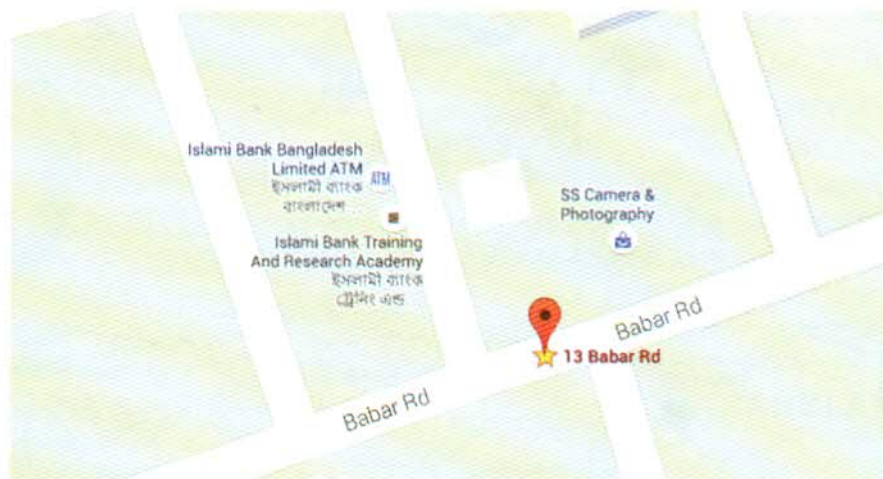 Islami Bank Bangladesh
Limited ATM
ইসলামী ব্যাংক
বাংলাদেশ ...
ATM
Islami Bank Training
And Research Academy
ইসলামী ব্যাংক
ট্রেনিং এন্ড
SS Camera &
Photography
Babar Rd
13 Babar Rd
Babar Rd